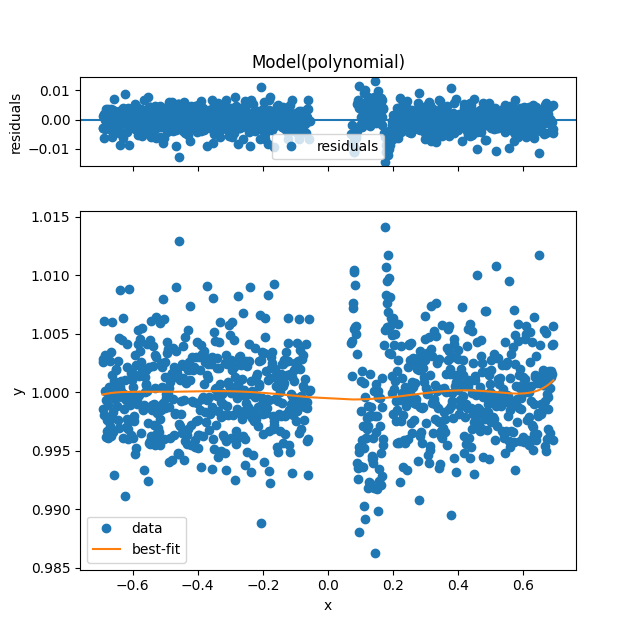 Model(polynomial)
0.01
0.00
−0.01
residuals
residuals
1.015
1.010
1.005
1.000
0.995
0.990
0.985
y
data
best-fit
−0.6 −0.4 −0.2 0.0 0.2 0.4 0.6
x